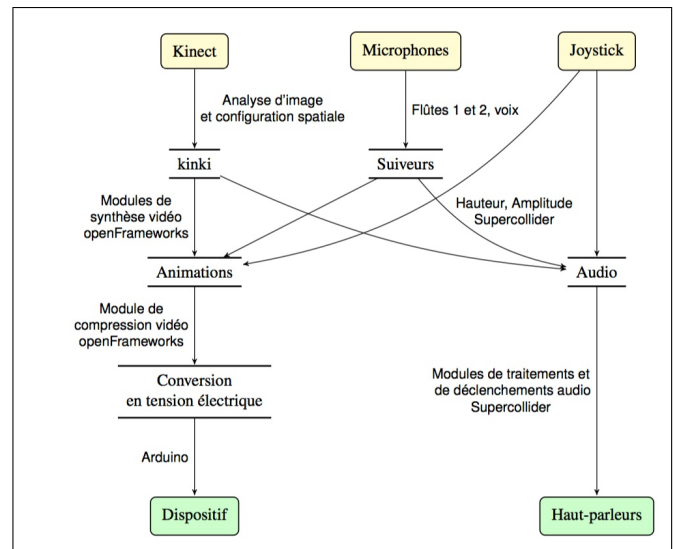 Kinect
Microphones
Joystick
Analyse d'image
et configuration spatiale
Flûtes 1 et 2, voix
kinki
Suiveurs
Modules de
synthèse vidéo
openFrameworks
Hauteur, Amplitude
Supercollider
Animations
Audio
Module de
compression vidéo
openFrameworks
Conversion
en tension électrique
Modules de traitements et
de déclenchements audio
Supercollider
Arduino
Dispositif
Haut-parleurs